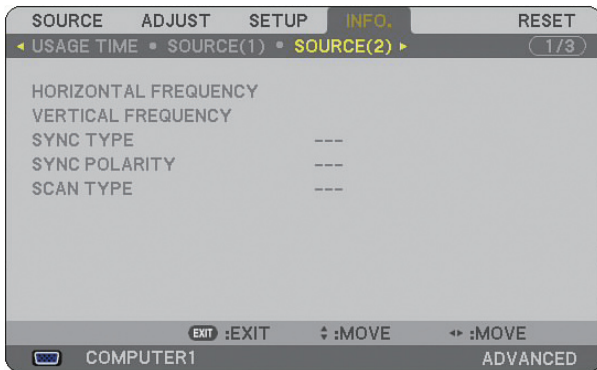 SOURCE ADJUST SETUP INFO. RESET
◂ USAGE TIME • SOURCE(1) • SOURCE(2) ▸ 1/3
HORIZONTAL FREQUENCY
VERTICAL FREQUENCY
SYNC TYPE ---
SYNC POLARITY ---
SCAN TYPE ---
EXIT :EXIT :MOVE :MOVE
COMPUTER1 ADVANCED